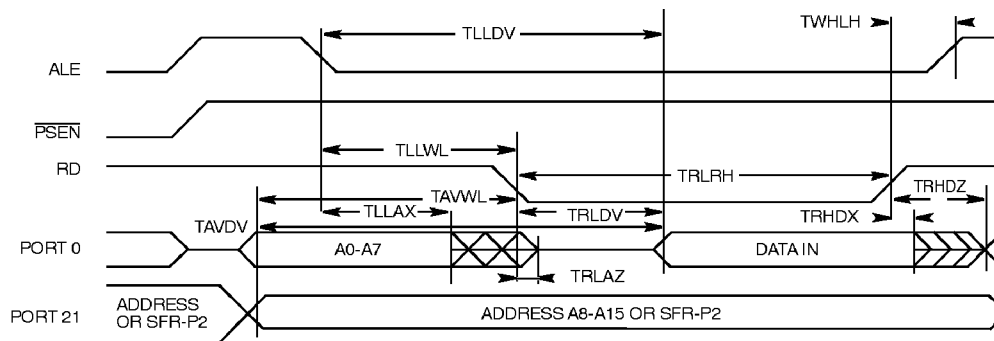 TLLDV
TWHLH
ALE
PSEN
TLLWL
RD
TRLRH
TAVWL
TRHDZ
TLLAX
TAVDV
TRLDV
TRHDX
PORT 0
A0-A7
DATA IN
TRLAZ
ADDRESS
OR SFR-P2
PORT 21
ADDRESS A8-A15 OR SFR-P2